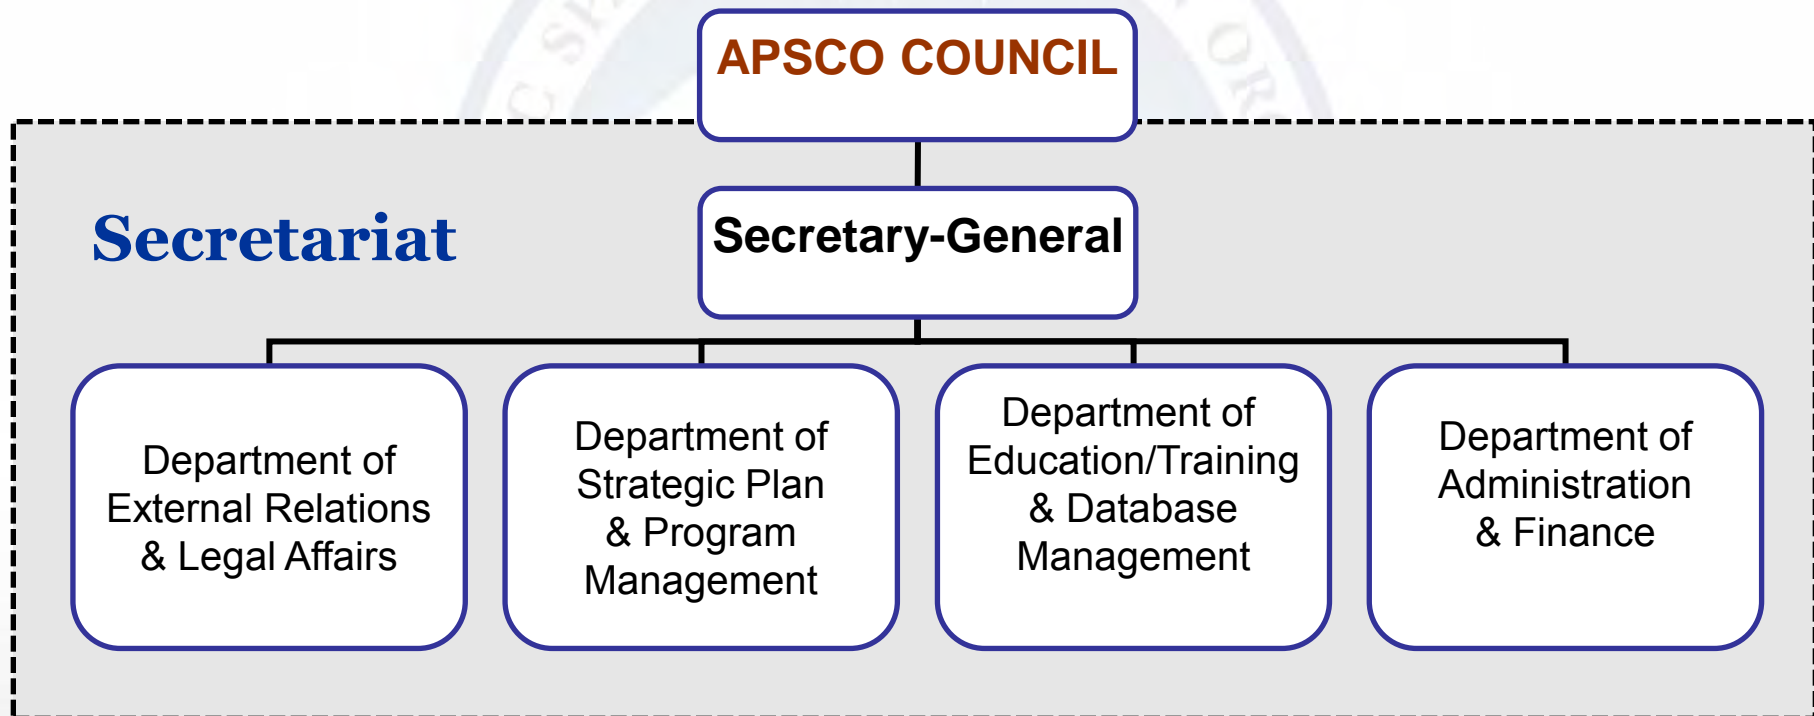 APSCO COUNCIL
Secretariat
Secretary-General
Department of
External Relations
& Legal Affairs
Department of
Strategic Plan
& Program
Management
Department of
Education/Training
& Database
Management
Department of
Administration
& Finance